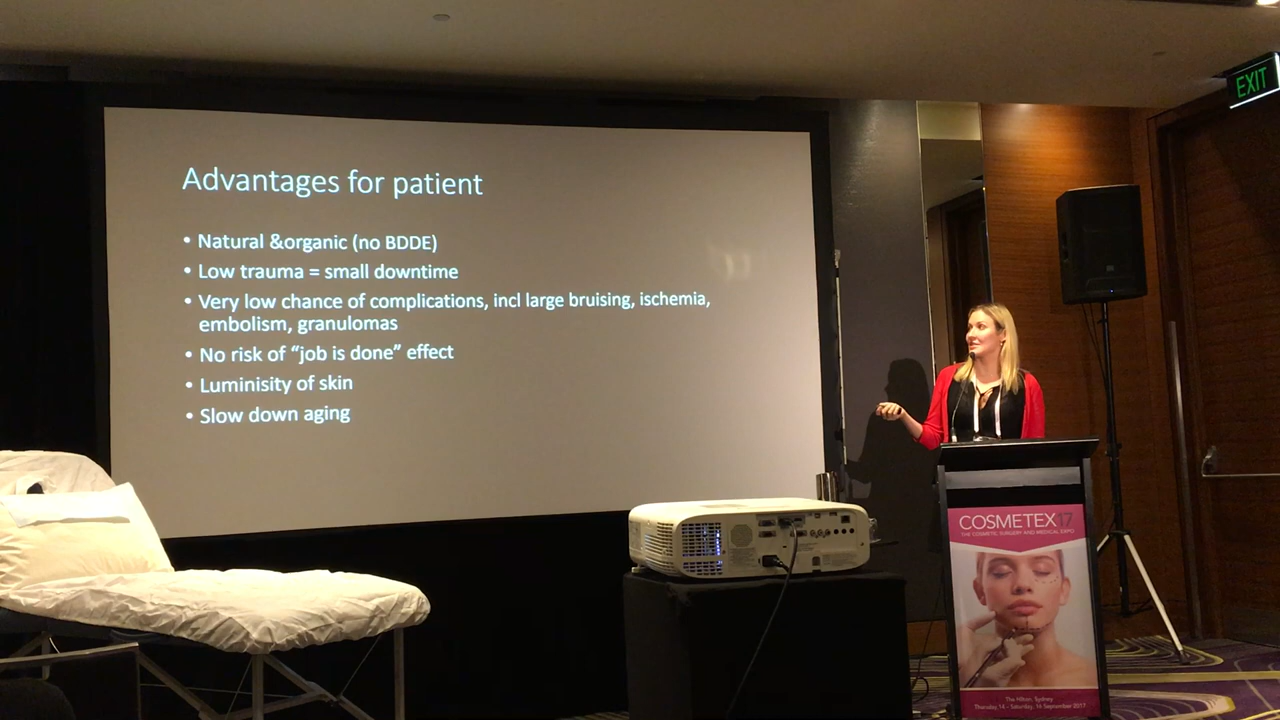 EXIT
Advantages for patient
• Natural &organic (no BDDE)
• Low trauma = small downtime
• Very low chance of complications, incl large bruising, ischemia,
embolism, granulomas
• No risk of “job is done” effect
• Luminisity of skin
• Slow down aging
COSMETEX17
THE COSMETIC SURGERY AND MEDICAL EXPO
The Hilton, Sydney
Thursday 14 - Saturday, 16 September 2017